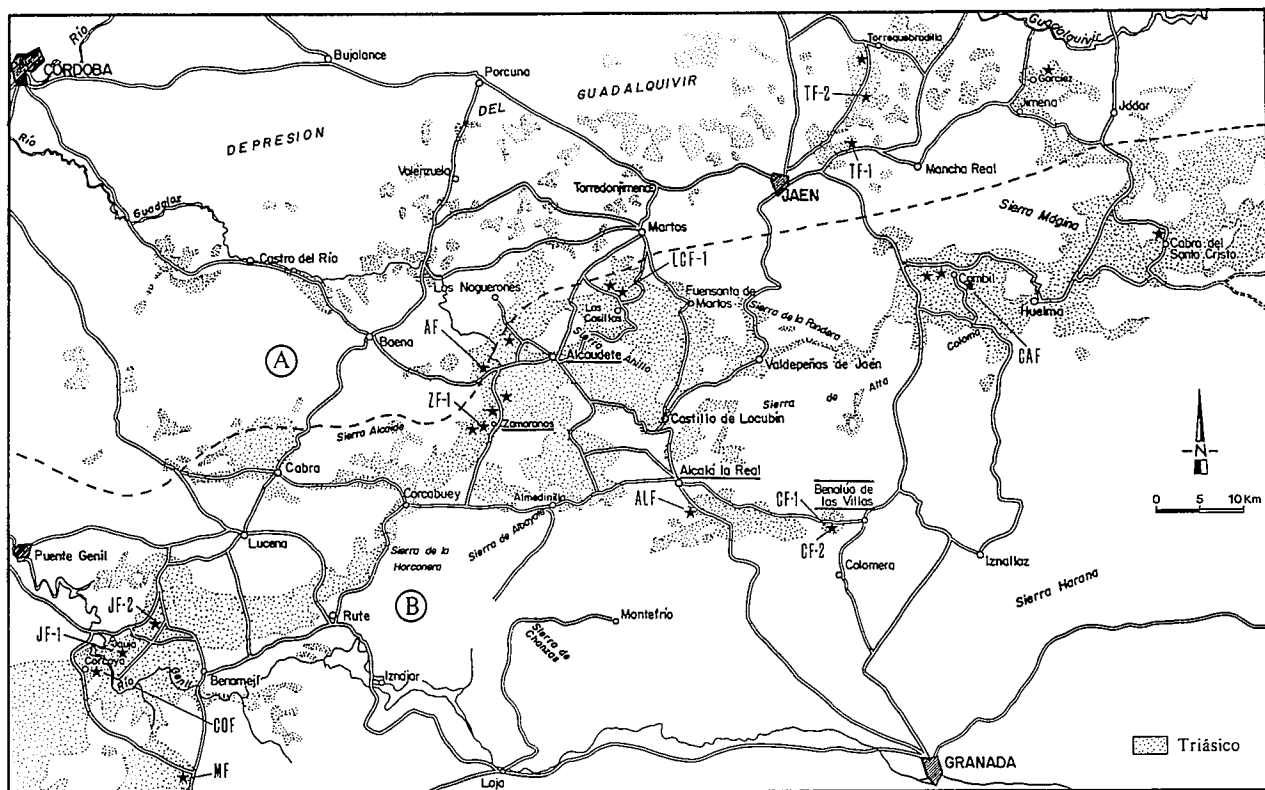 Río
CÓRDOBA
Bujalance
Porcuna
GUADALQUIVIR
DEL
DEPRESION
Torrequebradilla
Guadalquivir
TF-2
Garciez
Jimena
Jódar
TF-1
Mancha Real
JAEN
Río
Guadajoz
Valenzuela
Torredonjimeno
Martos
Sierra Mágina
Cabra del
Santo Cristo
Castro del Río
LCF-1
Las Noguerones
Las Casillas
Fuensanta de
Martos
Sierra de la Pandera
Cambil
Huelma
Coloma
CAF
AF
Baena
A
Alcaudete
Sierra
Ahillo
Valdepeñas de Jaén
ZF-1
Zamoranos
Castillo de Locubín
Sierra
de
Alta
Sierra Alcaide
Cabra
Carcabuey
Almedinilla
Alcalá la Real
ALF
CF-1
Benalúa de
las Villas
CF-2
N
0 5 10 Km
Puente Genil
Lucena
Sierra de la
Horconera
Sierra de Albayate
Colomera
Iznalloz
Sierra Harana
JF-2
JF-1
Jauja
Corcoya
Río
Genil
Rute
B
Montefrío
Sierra de
Chanzas
Benamejí
Iznájar
COF
MF
Loja
GRANADA
Triásico